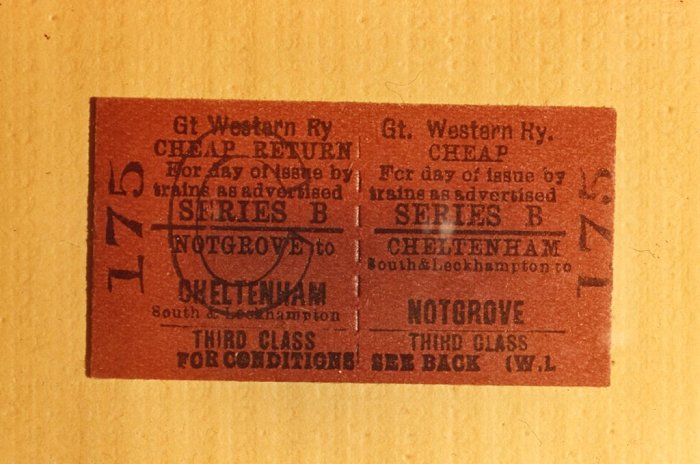 175
Gt Western Ry
CHEAP RETURN
For day of issue by
trains as advertised
SERIES B
NOTGROVE to
CHELTENHAM
South & Leckhampton
THIRD CLASS
FOR CONDITIONS SEE BACK (W.L
Gt. Western Ry.
CHEAP
For day of issue by
trains as advertised
SERIES B
CHELTENHAM
South & Leckhampton to
NOTGROVE
THIRD CLASS
175